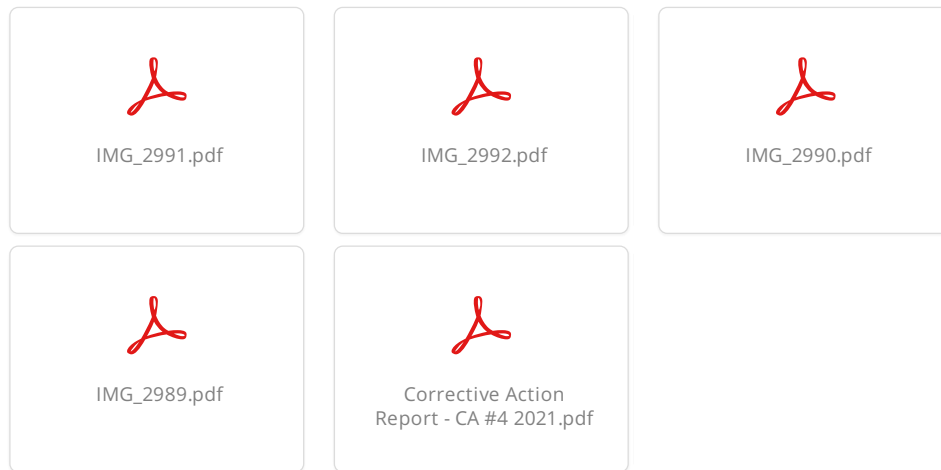 IMG_2991.pdf
IMG_2992.pdf
IMG_2990.pdf
IMG_2989.pdf
Corrective Action
Report - CA #4 2021.pdf